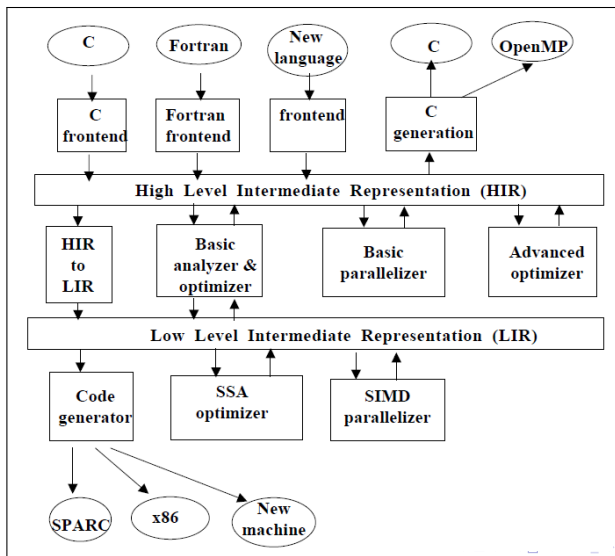 C
Fortran
New
language
C
OpenMP
C
frontend
Fortran
frontend
frontend
C
generation
High Level Intermediate Representation (HIR)
HIR
to
LIR
Basic
analyzer &
optimizer
Basic
parallelizer
Advanced
optimizer
Low Level Intermediate Representation (LIR)
Code
generator
SSA
optimizer
SIMD
parallelizer
SPARC
x86
New
machine